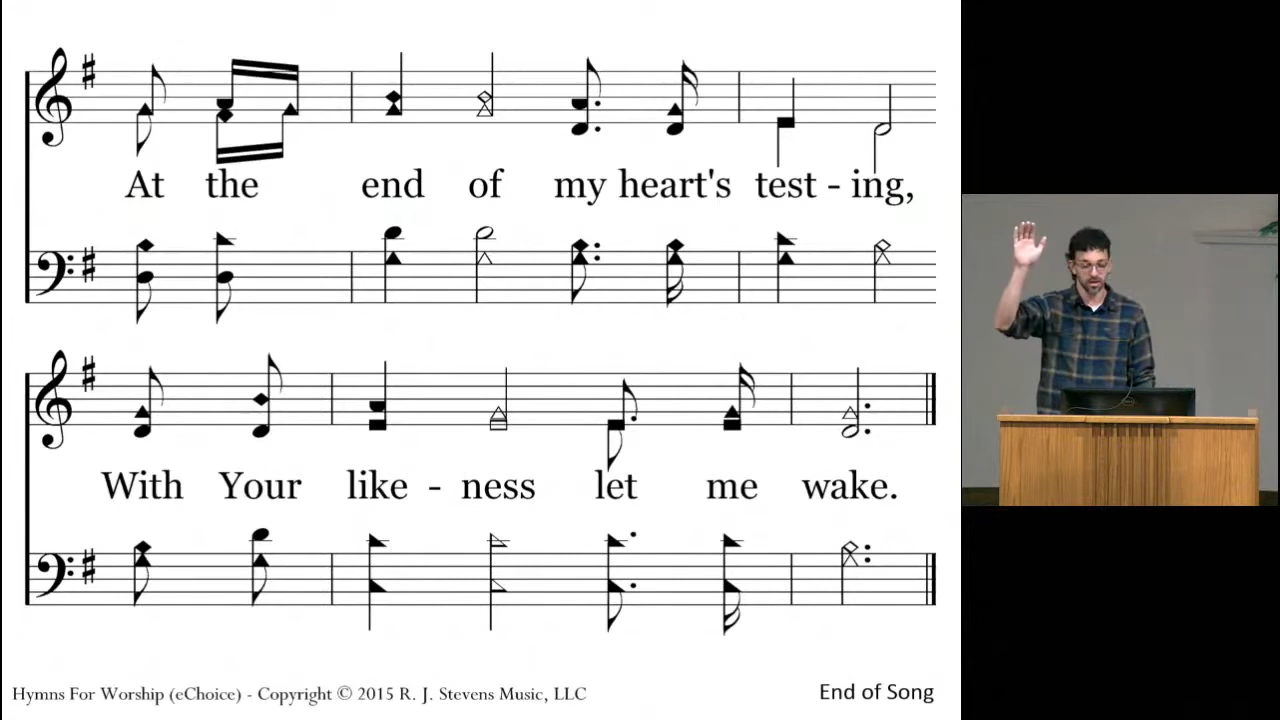 At the end of my heart's test - ing,
With Your like - ness let me wake.
Hymns For Worship (eChoice) - Copyright © 2015 R. J. Stevens Music, LLC
End of Song